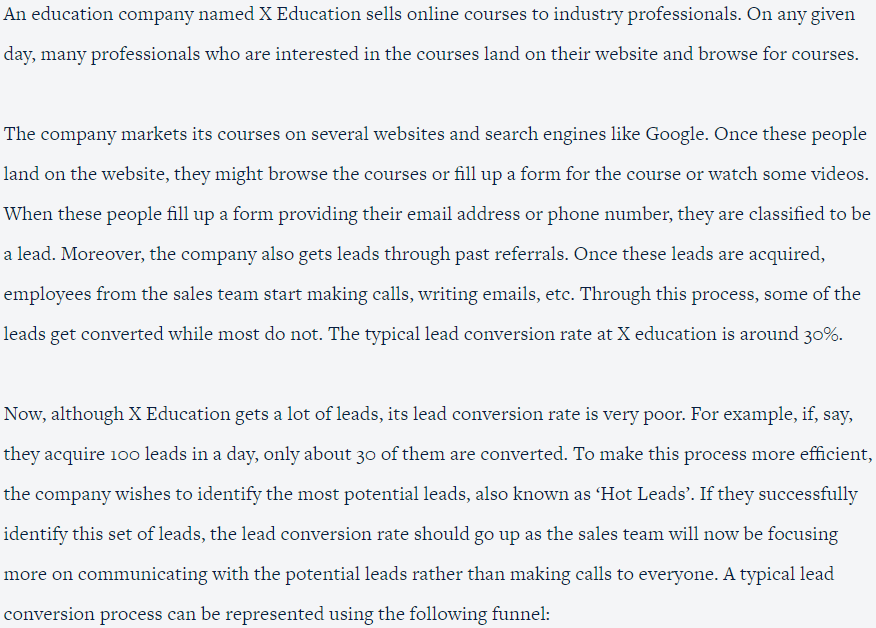 An education company named X Education sells online courses to industry professionals. On any given
day, many professionals who are interested in the courses land on their website and browse for courses.
The company markets its courses on several websites and search engines like Google. Once these people
land on the website, they might browse the courses or fill up a form for the course or watch some videos.
When these people fill up a form providing their email address or phone number, they are classified to be
a lead. Moreover, the company also gets leads through past referrals. Once these leads are acquired,
employees from the sales team start making calls, writing emails, etc. Through this process, some of the
leads get converted while most do not. The typical lead conversion rate at X education is around 30%.
Now, although X Education gets a lot of leads, its lead conversion rate is very poor. For example, if, say,
they acquire 100 leads in a day, only about 30 of them are converted. To make this process more efficient,
the company wishes to identify the most potential leads, also known as ‘Hot Leads’. If they successfully
identify this set of leads, the lead conversion rate should go up as the sales team will now be focusing
more on communicating with the potential leads rather than making calls to everyone. A typical lead
conversion process can be represented using the following funnel: